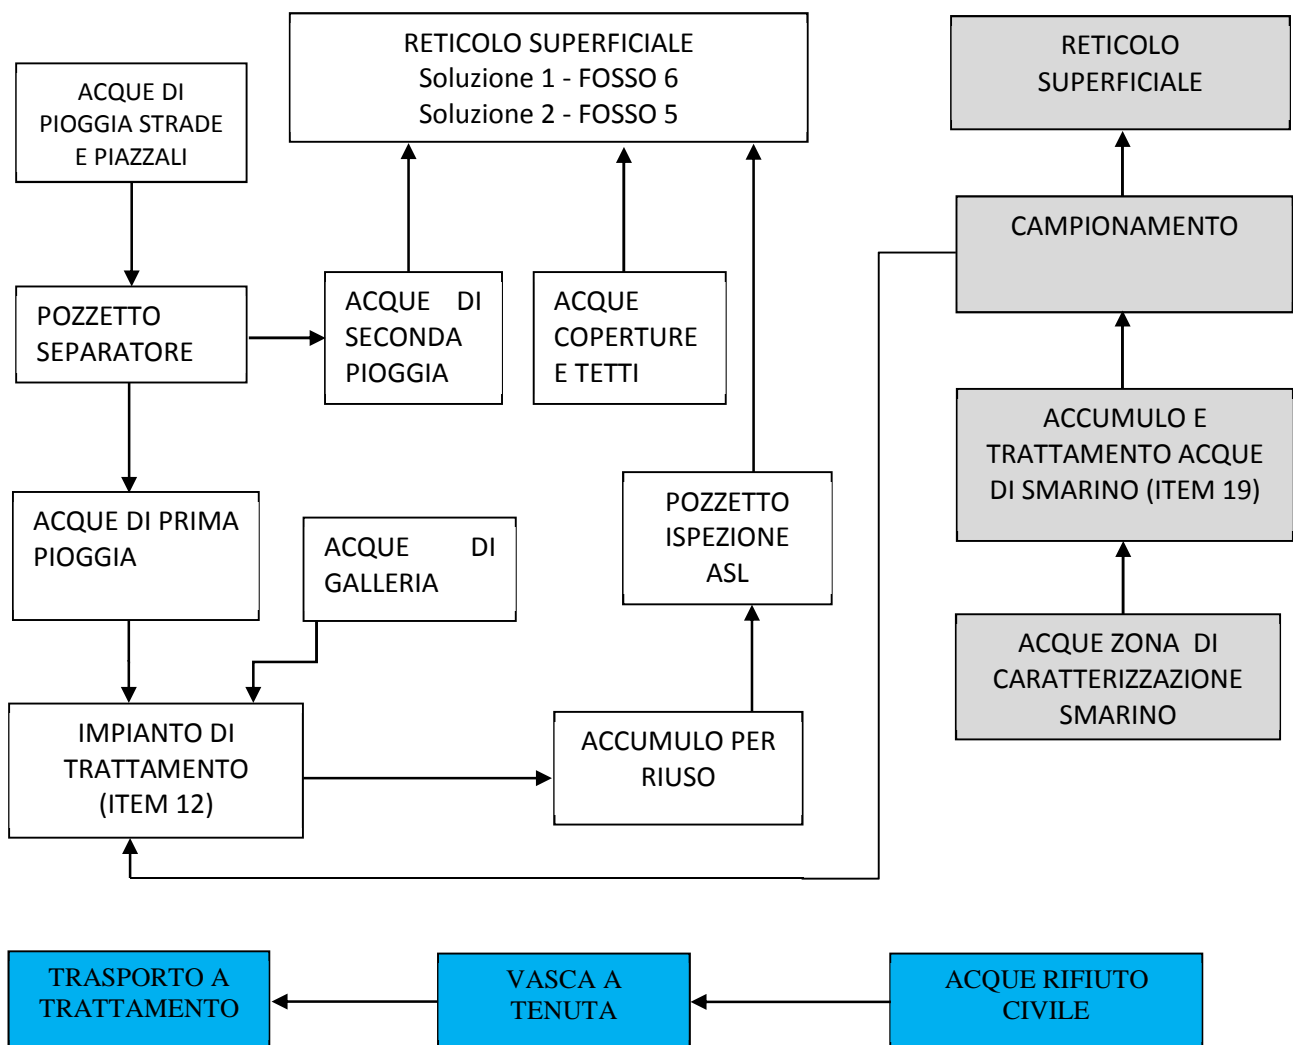 RETICOLO SUPERFICIALE
Soluzione 1 - FOSSO 6
Soluzione 2 - FOSSO 5
RETICOLO
SUPERFICIALE
ACQUE DI
PIOGGIA STRADE
E PIAZZALI
CAMPIONAMENTO
POZZETTO
SEPARATORE
ACQUE DI
SECONDA
PIOGGIA
ACQUE
COPERTURE
E TETTI
ACCUMULO E
TRATTAMENTO ACQUE
DI SMARINO (ITEM 19)
ACQUE DI PRIMA
PIOGGIA
ACQUE DI
GALLERIA
POZZETTO
ISPEZIONE
ASL
ACQUE ZONA DI
CARATTERIZZAZIONE
SMARINO
IMPIANTO DI
TRATTAMENTO
(ITEM 12)
ACCUMULO PER
RIUSO
TRASPORTO A
TRATTAMENTO
VASCA A
TENUTA
ACQUE RIFIUTO
CIVILE